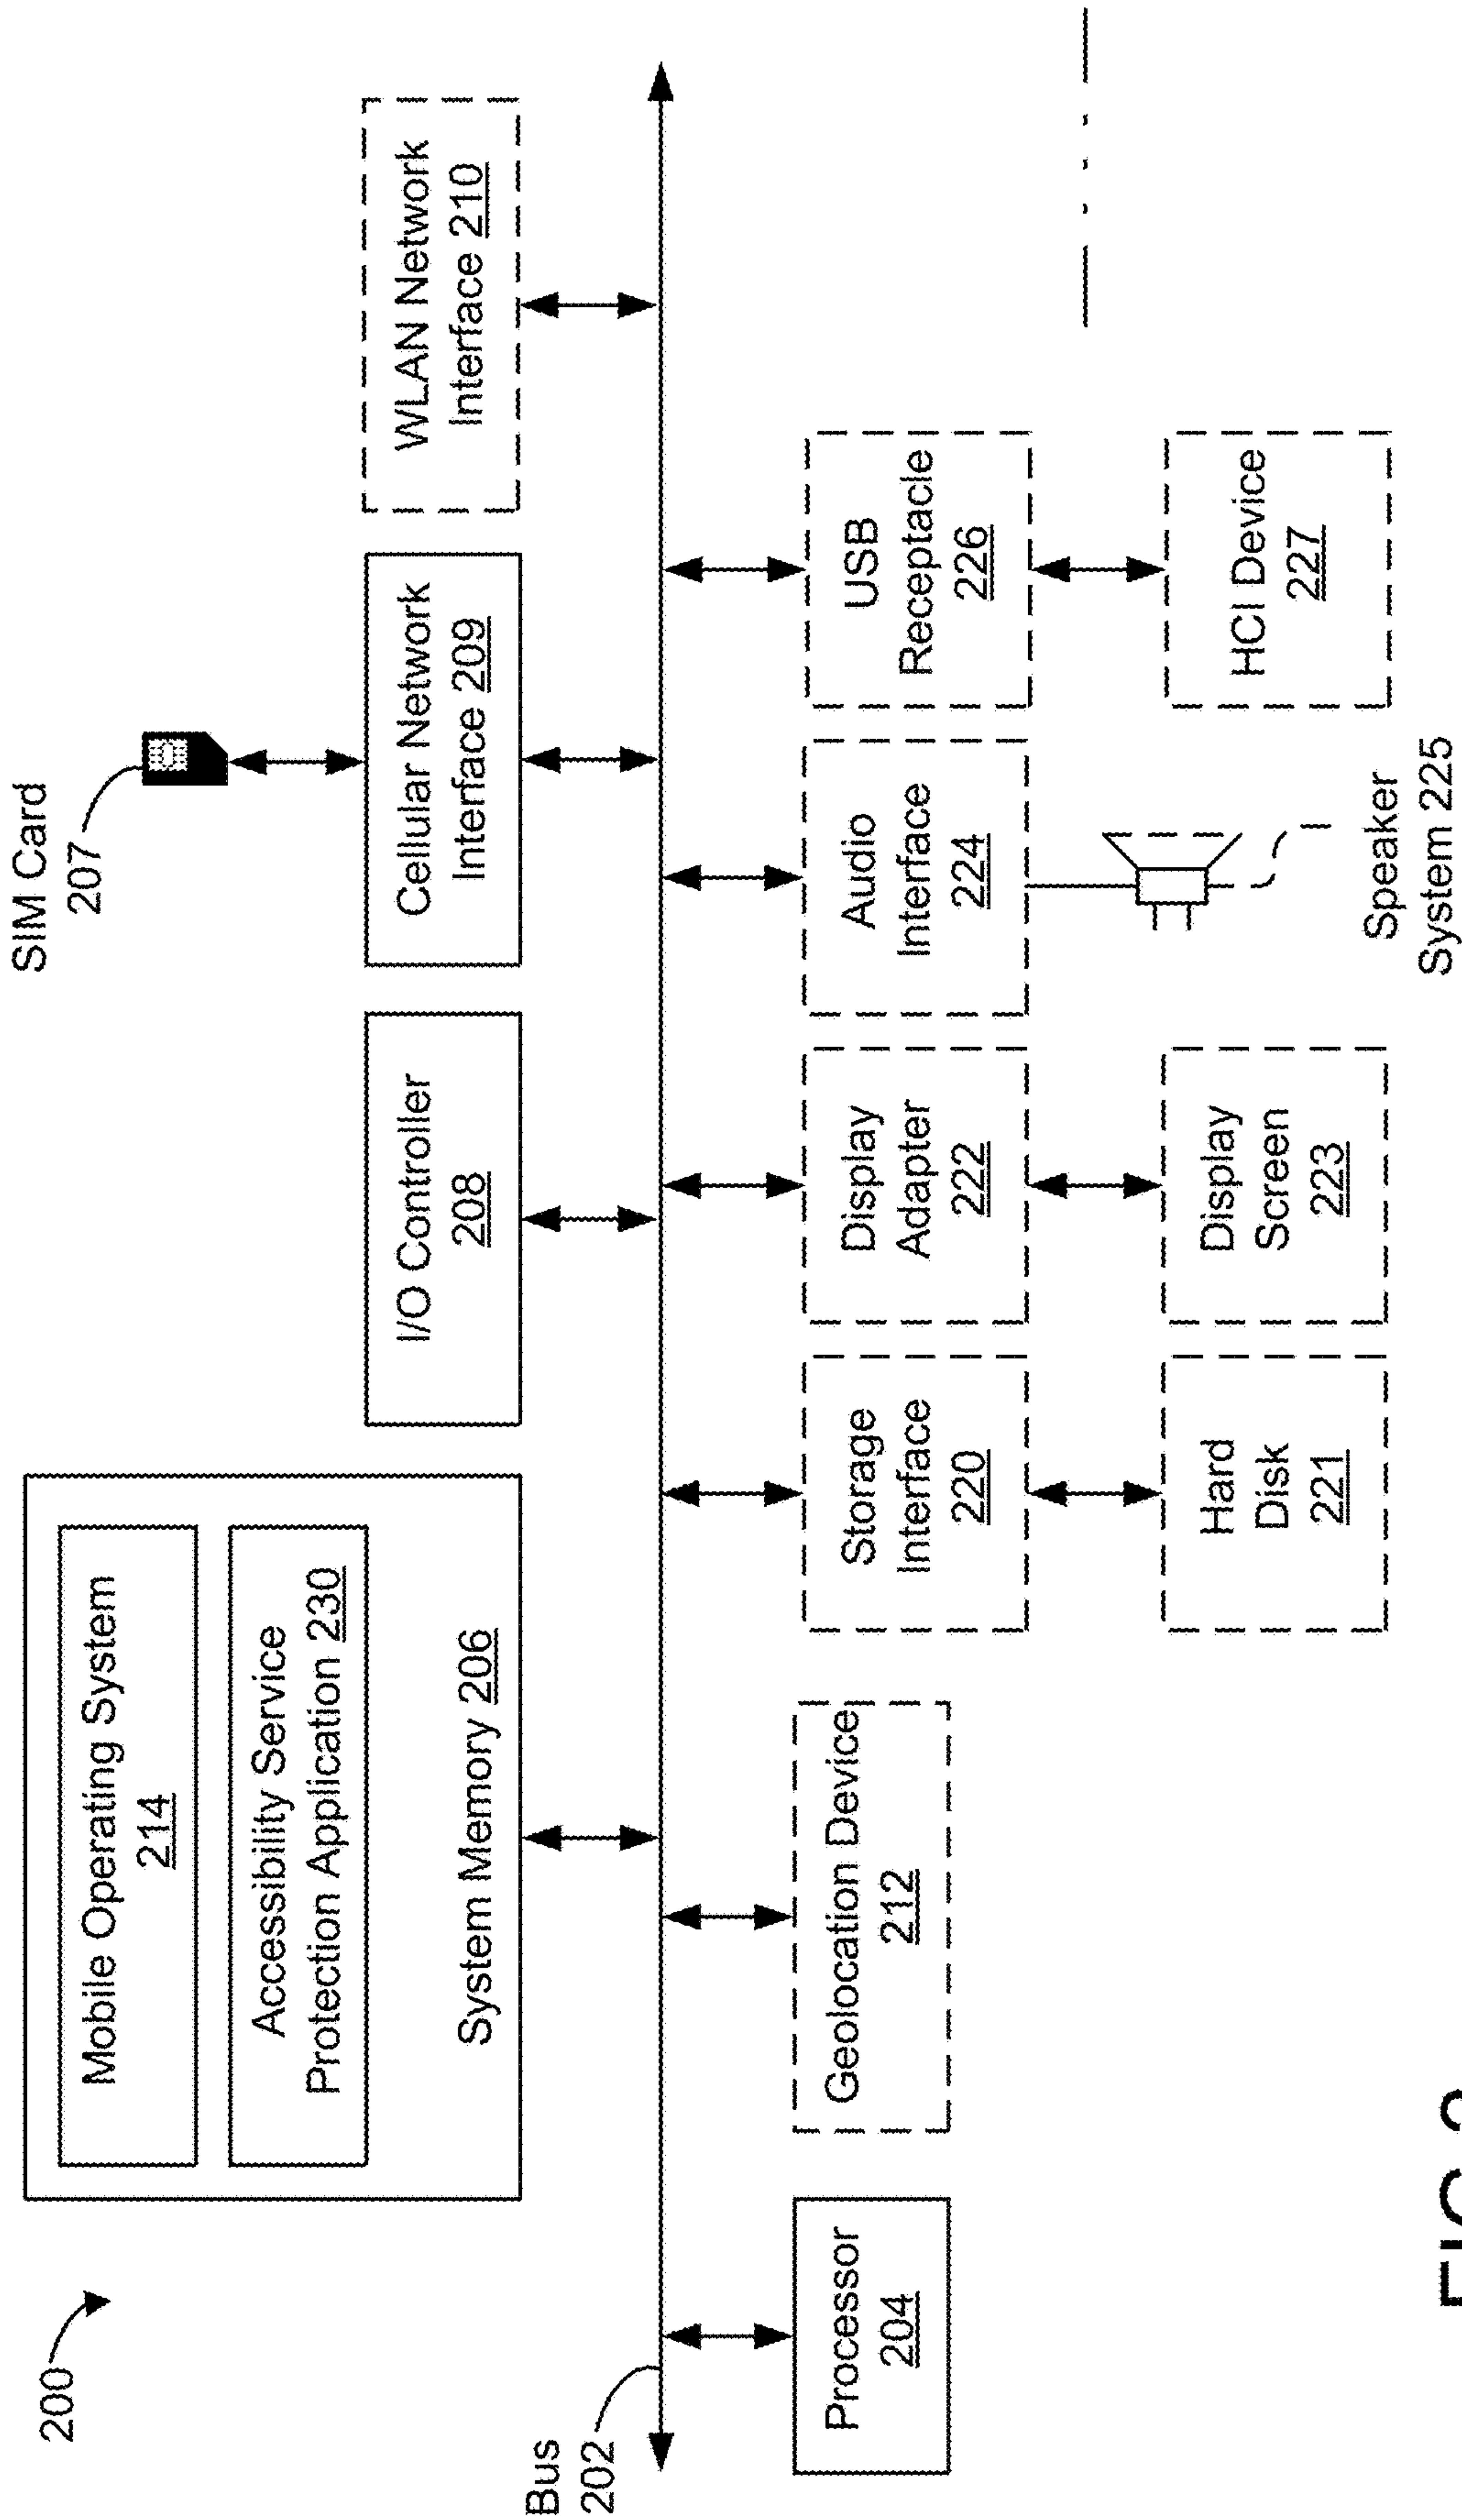 200
Mobile Operating System
214
Accessibility Service
Protection Application 230
System Memory 206
I/O Controller
208
SIM Card
207
Cellular Network
Interface 209
WLAN Network
Interface 210
Bus
202
Processor
204
Geolocation Device
212
Storage
Interface
220
Display
Adapter
222
Audio
Interface
224
USB
Receptacle
226
Hard
Disk
221
Display
Screen
223
Speaker
System 225
HCI Device
227